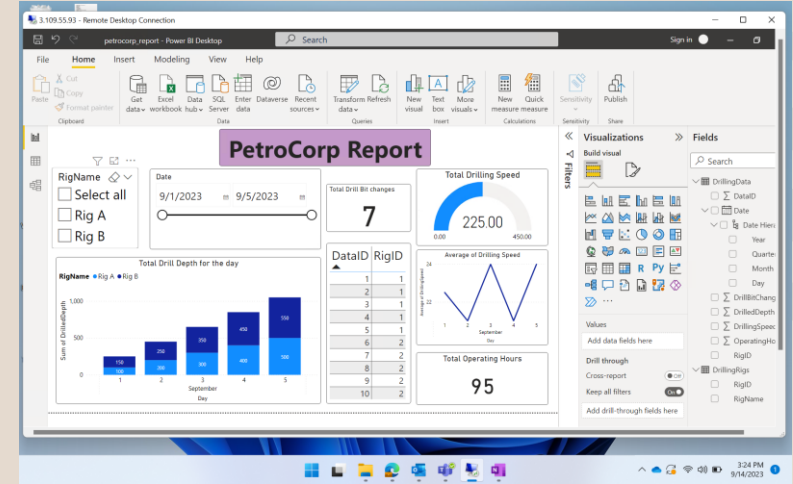 3.109.55.93 - Remote Desktop Connection
petrocorp_report - Power BI Desktop
Search
Sign in
File Home Insert Modeling View Help
Paste
Cut
Copy
Format painter
Get data
Excel workbook
Data hub
SQL Server
Enter data
Dataverse
Recent sources
Transform data
Refresh
New visual
Text box
More visuals
New measure
Quick measure
Sensitivity
Publish
Clipboard Data Queries Insert Calculations Sensitivity Share
PetroCorp Report
RigName
Select all
Rig A
Rig B
Date
9/1/2023 9/5/2023
Total Drill Bit changes
7
Total Drilling Speed
225.00
0.00 450.00
Total Drill Depth for the day
RigName Rig A Rig B
Sum of DrilledDepth
1,000
500
0
150 250 350 450 550
100 200 300 400 500
1 2 3 4 5
September
Day
DataID RigID
1 1
2 1
3 1
4 1
5 1
6 2
7 2
8 2
9 2
10 2
Average of Drilling Speed
Average of DrillingSpeed
24
22
1 2 3 4 5
September
Day
Total Operating Hours
95
Filters
Visualizations
Build visual
R Py
Values
Add data fields here
Drill through
Cross-report
Off
Keep all filters
On
Add drill-through fields here
Fields
Search
DrillingData
DataID
Date
Date Hiera
Year
Quarte
Month
Day
DrillBitChang
DrilledDepth
DrillingSpeed
OperatingHo
RigID
DrillingRigs
RigID
RigName
3:24 PM
9/14/2023